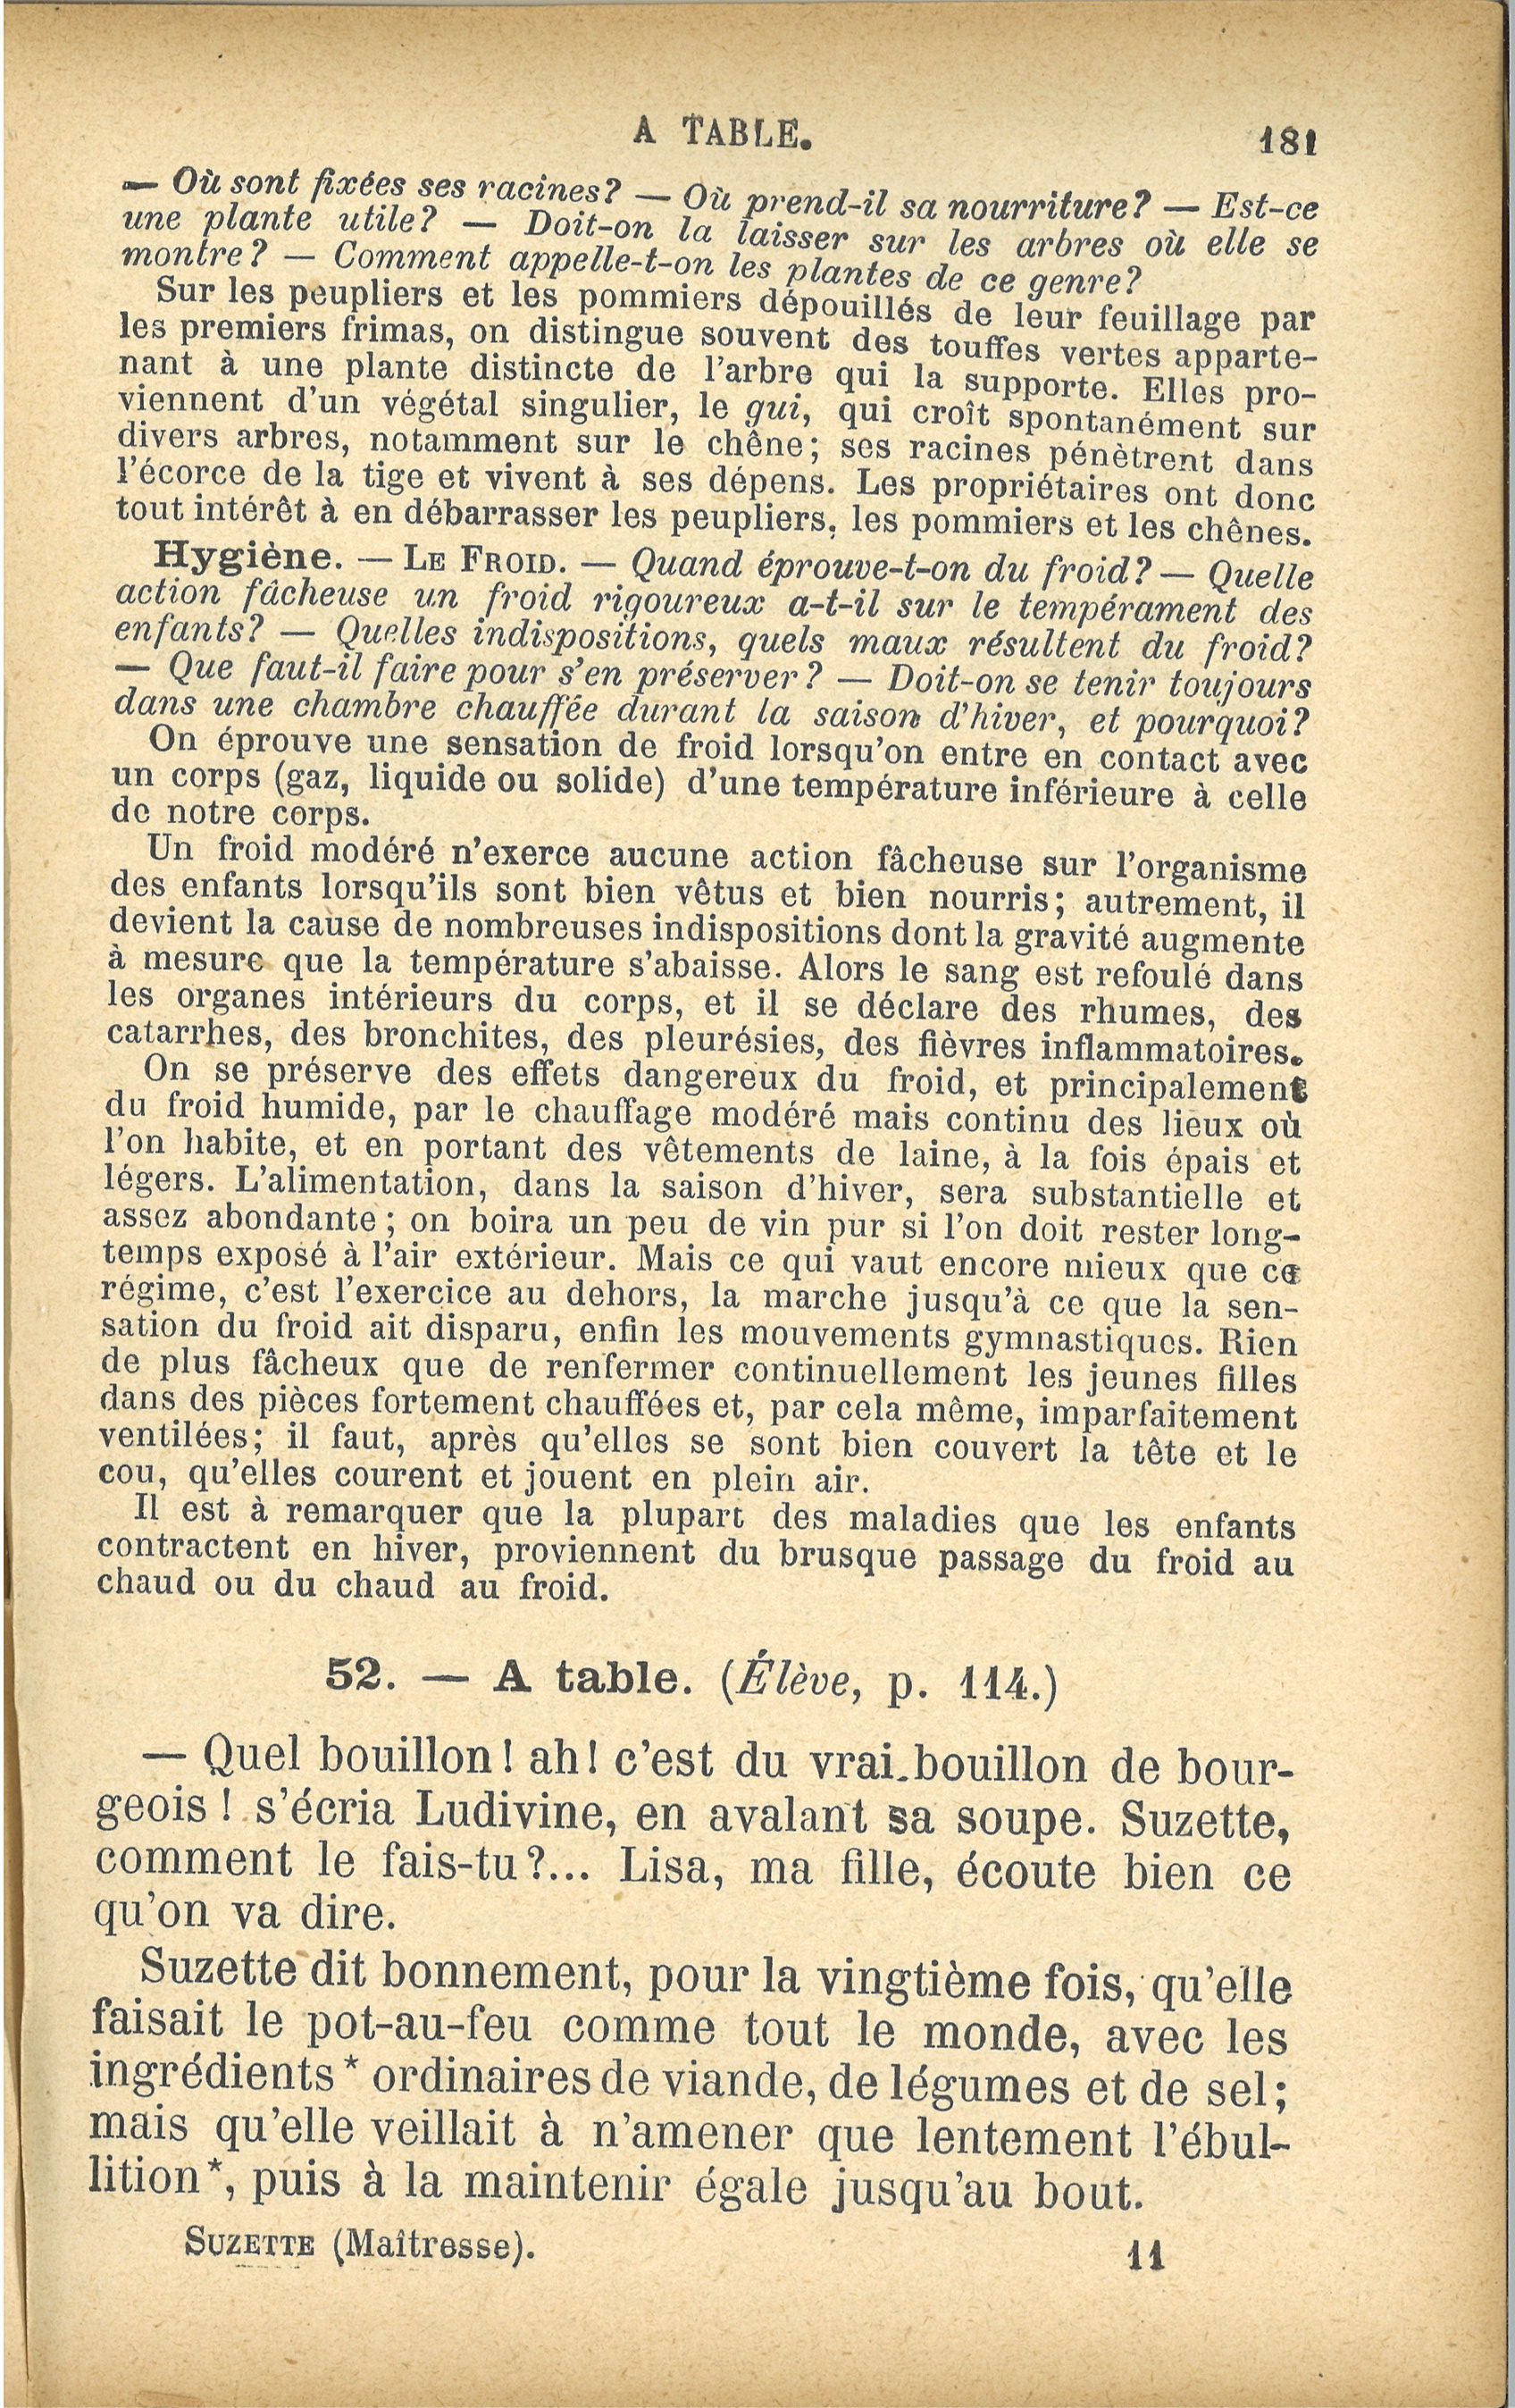 A TABLE. 181
— Où sont fixées ses racines? — Où prend-il sa nourriture? — Est-ce
une plante utile? — Doit-on la laisser sur les arbres où elle se
montre? — Comment appelle-t-on les plantes de ce genre?
Sur les peupliers et les pommiers dépouillés de leur feuillage par
les premiers frimas, on distingue souvent des touffes vertes apparte-
nant à une plante distincte de l'arbre qui la supporte. Elles pro-
viennent d'un végétal singulier, le gui, qui croît spontanément sur
divers arbres, notamment sur le chêne; ses racines pénètrent dans
l'écorce de la tige et vivent à ses dépens. Les propriétaires ont donc
tout intérêt à en débarrasser les peupliers, les pommiers et les chênes.
Hygiène. — LE FROID. — Quand éprouve-t-on du froid? — Quelle
action fâcheuse un froid rigoureux a-t-il sur le tempérament des
enfants? — Quelles indispositions, quels maux résultent du froid?
— Que faut-il faire pour s'en préserver? — Doit-on se tenir toujours
dans une chambre chauffée durant la saison d'hiver, et pourquoi?
On éprouve une sensation de froid lorsqu'on entre en contact avec
un corps (gaz, liquide ou solide) d'une température inférieure à celle
de notre corps.
Un froid modéré n'exerce aucune action fâcheuse sur l'organisme
des enfants lorsqu'ils sont bien vêtus et bien nourris; autrement, il
devient la cause de nombreuses indispositions dont la gravité augmente
à mesure que la température s'abaisse. Alors le sang est refoulé dans
les organes intérieurs du corps, et il se déclare des rhumes, des
catarrhes, des bronchites, des pleurésies, des fièvres inflammatoires.
On se préserve des effets dangereux du froid, et principalement
du froid humide, par le chauffage modéré mais continu des lieux où
l'on habite, et en portant des vêtements de laine, à la fois épais et
légers. L'alimentation, dans la saison d'hiver, sera substantielle et
assez abondante; on boira un peu de vin pur si l'on doit rester long-
temps exposé à l'air extérieur. Mais ce qui vaut encore mieux que ce
régime, c'est l'exercice au dehors, la marche jusqu'à ce que la sen-
sation du froid ait disparu, enfin les mouvements gymnastiques. Rien
de plus fâcheux que de renfermer continuellement les jeunes filles
dans des pièces fortement chauffées et, par cela même, imparfaitement
ventilées; il faut, après qu'elles se sont bien couvert la tête et le
cou, qu'elles courent et jouent en plein air.
Il est à remarquer que la plupart des maladies que les enfants
contractent en hiver, proviennent du brusque passage du froid au
chaud ou du chaud au froid.
52. — A table. (Élève, p. 114.)
— Quel bouillon! ah! c'est du vrai bouillon de bour-
geois! s'écria Ludivine, en avalant sa soupe. Suzette,
comment le fais-tu?... Lisa, ma fille, écoute bien ce
qu'on va dire.
Suzette dit bonnement, pour la vingtième fois, qu'elle
faisait le pot-au-feu comme tout le monde, avec les
ingrédients* ordinaires de viande, de légumes et de sel;
mais qu'elle veillait à n'amener que lentement l'ébul-
lition*, puis à la maintenir égale jusqu'au bout.
SUZETTE (Maîtresse). 11